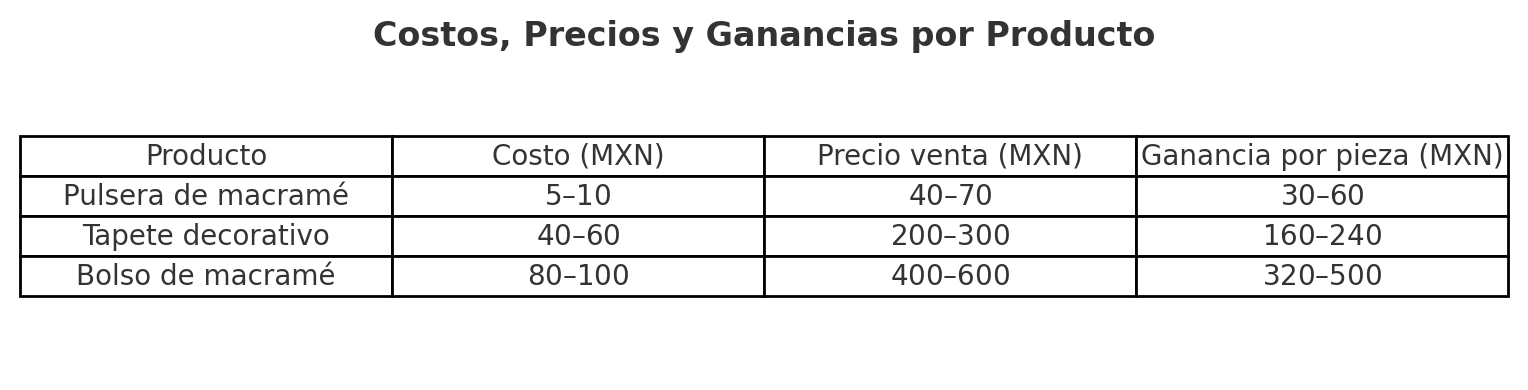 Costos, Precios y Ganancias por Producto
Producto Costo (MXN) Precio venta (MXN) Ganancia por pieza (MXN)
Pulsera de macramé 5–10 40–70 30–60
Tapete decorativo 40–60 200–300 160–240
Bolso de macramé 80–100 400–600 320–500